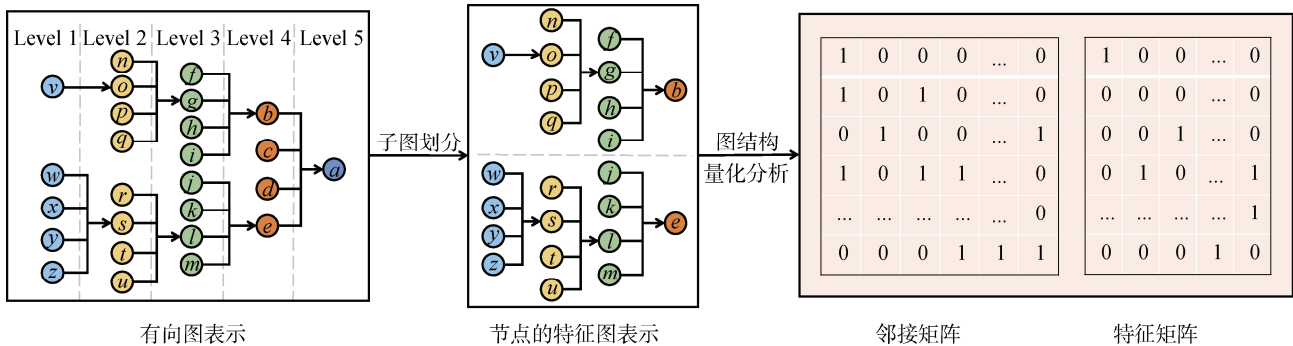 Level 1 Level 2 Level 3 Level 4 Level 5
v
w
x
y
z
n
o
p
q
r
s
t
u
f
g
h
i
j
k
l
m
b
c
d
e
a
子图划分
v
w
x
y
z
n
o
p
q
r
s
t
u
f
g
h
i
j
k
l
m
b
e
图结构
量化分析
1 0 0 0 ... 0
1 0 1 0 ... 0
0 1 0 0 ... 1
1 0 1 1 ... 0
... ... ... ... ... 0
0 0 0 1 1 1
1 0 0 ... 0
0 0 0 ... 0
0 0 1 ... 0
0 1 0 ... 1
... ... ... ... 1
0 0 0 1 0
有向图表示
节点的特征图表示
邻接矩阵
特征矩阵